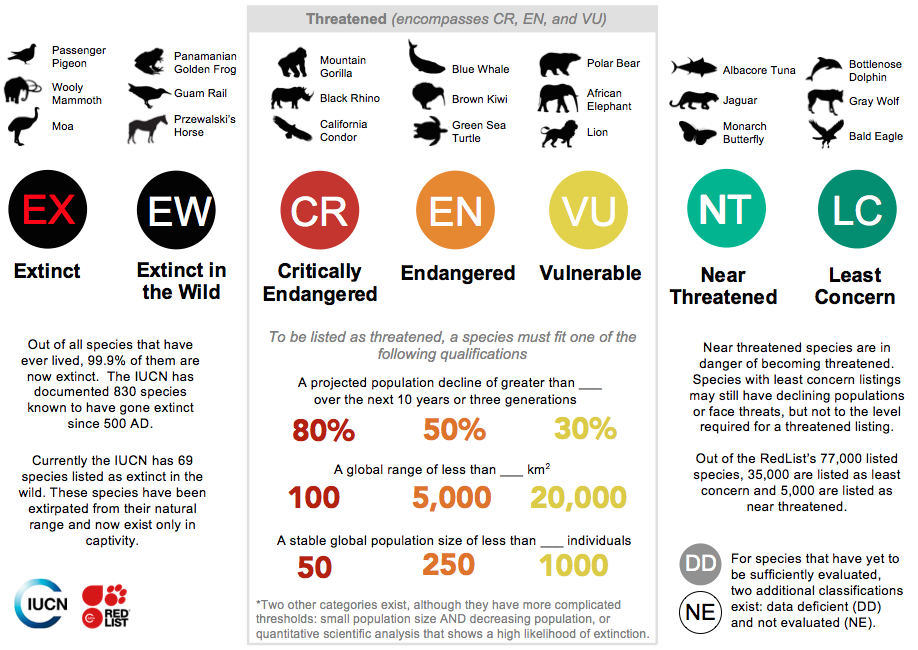 Threatened (encompasses CR, EN, and VU)
Passenger
Pigeon
Wooly
Mammoth
Moa
Panamanian
Golden Frog
Guam Rail
Przewalski's
Horse
Mountain
Gorilla
Black Rhino
California
Condor
Blue Whale
Brown Kiwi
Green Sea
Turtle
Polar Bear
African
Elephant
Lion
Albacore Tuna
Jaguar
Monarch
Butterfly
Bottlenose
Dolphin
Gray Wolf
Bald Eagle
EX
EW
CR
EN
VU
NT
LC
Extinct
Extinct in
the Wild
Critically
Endangered
Endangered
Vulnerable
Near
Threatened
Least
Concern
Out of all species that have
ever lived, 99.9% of them are
now extinct. The IUCN has
documented 830 species
known to have gone extinct
since 500 AD.
Currently the IUCN has 69
species listed as extinct in the
wild. These species have been
extirpated from their natural
range and now exist only in
captivity.
IUCN
RED
LIST
To be listed as threatened, a species must fit one of the
following qualifications
A projected population decline of greater than ___
over the next 10 years or three generations
80% 50% 30%
A global range of less than ___ km²
100 5,000 20,000
A stable global population size of less than ___ individuals
50 250 1000
*Two other categories exist, although they have more complicated
thresholds: small population size AND decreasing population, or
quantitative scientific analysis that shows a high likelihood of extinction.
Near threatened species are in
danger of becoming threatened.
Species with least concern listings
may still have declining populations
or face threats, but not to the level
required for a threatened listing.
Out of the RedList's 77,000 listed
species, 35,000 are listed as least
concern and 5,000 are listed as
near threatened.
DD
NE
For species that have yet to
be sufficiently evaluated,
two additional classifications
exist: data deficient (DD)
and not evaluated (NE).